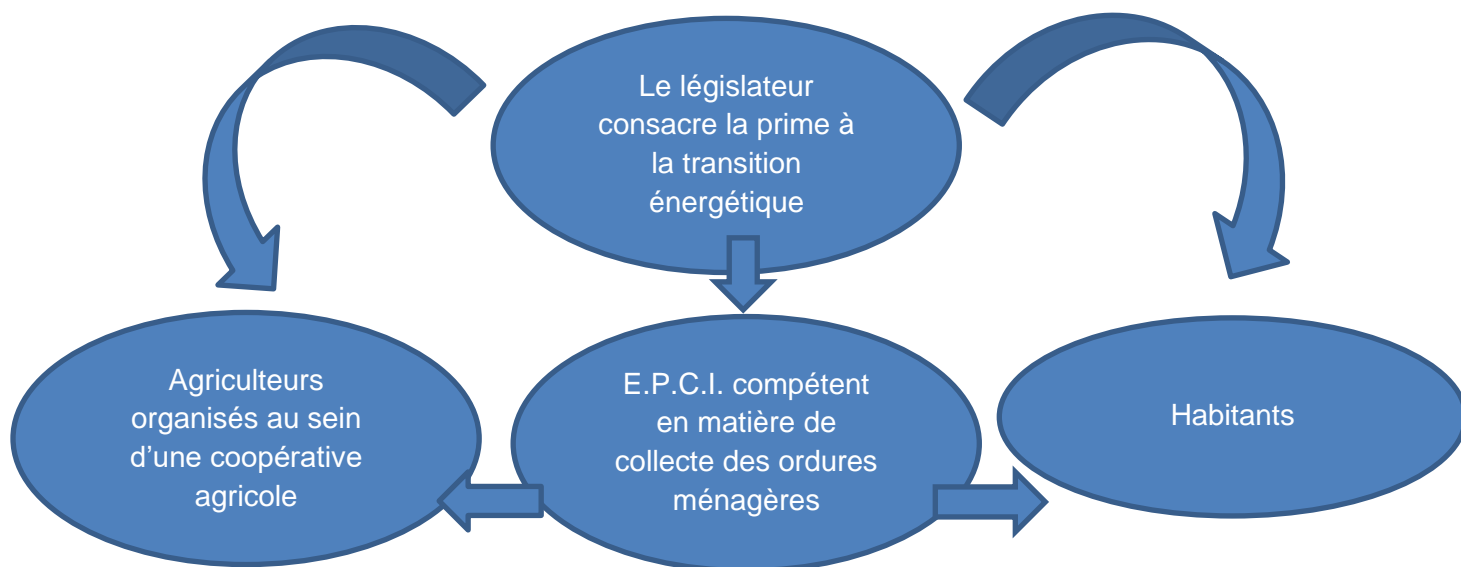 Le législateur
consacre la prime à
la transition
énergétique
Agriculteurs
organisés au sein
d'une coopérative
agricole
E.P.C.I. compétent
en matière de
collecte des ordures
ménagères
Habitants